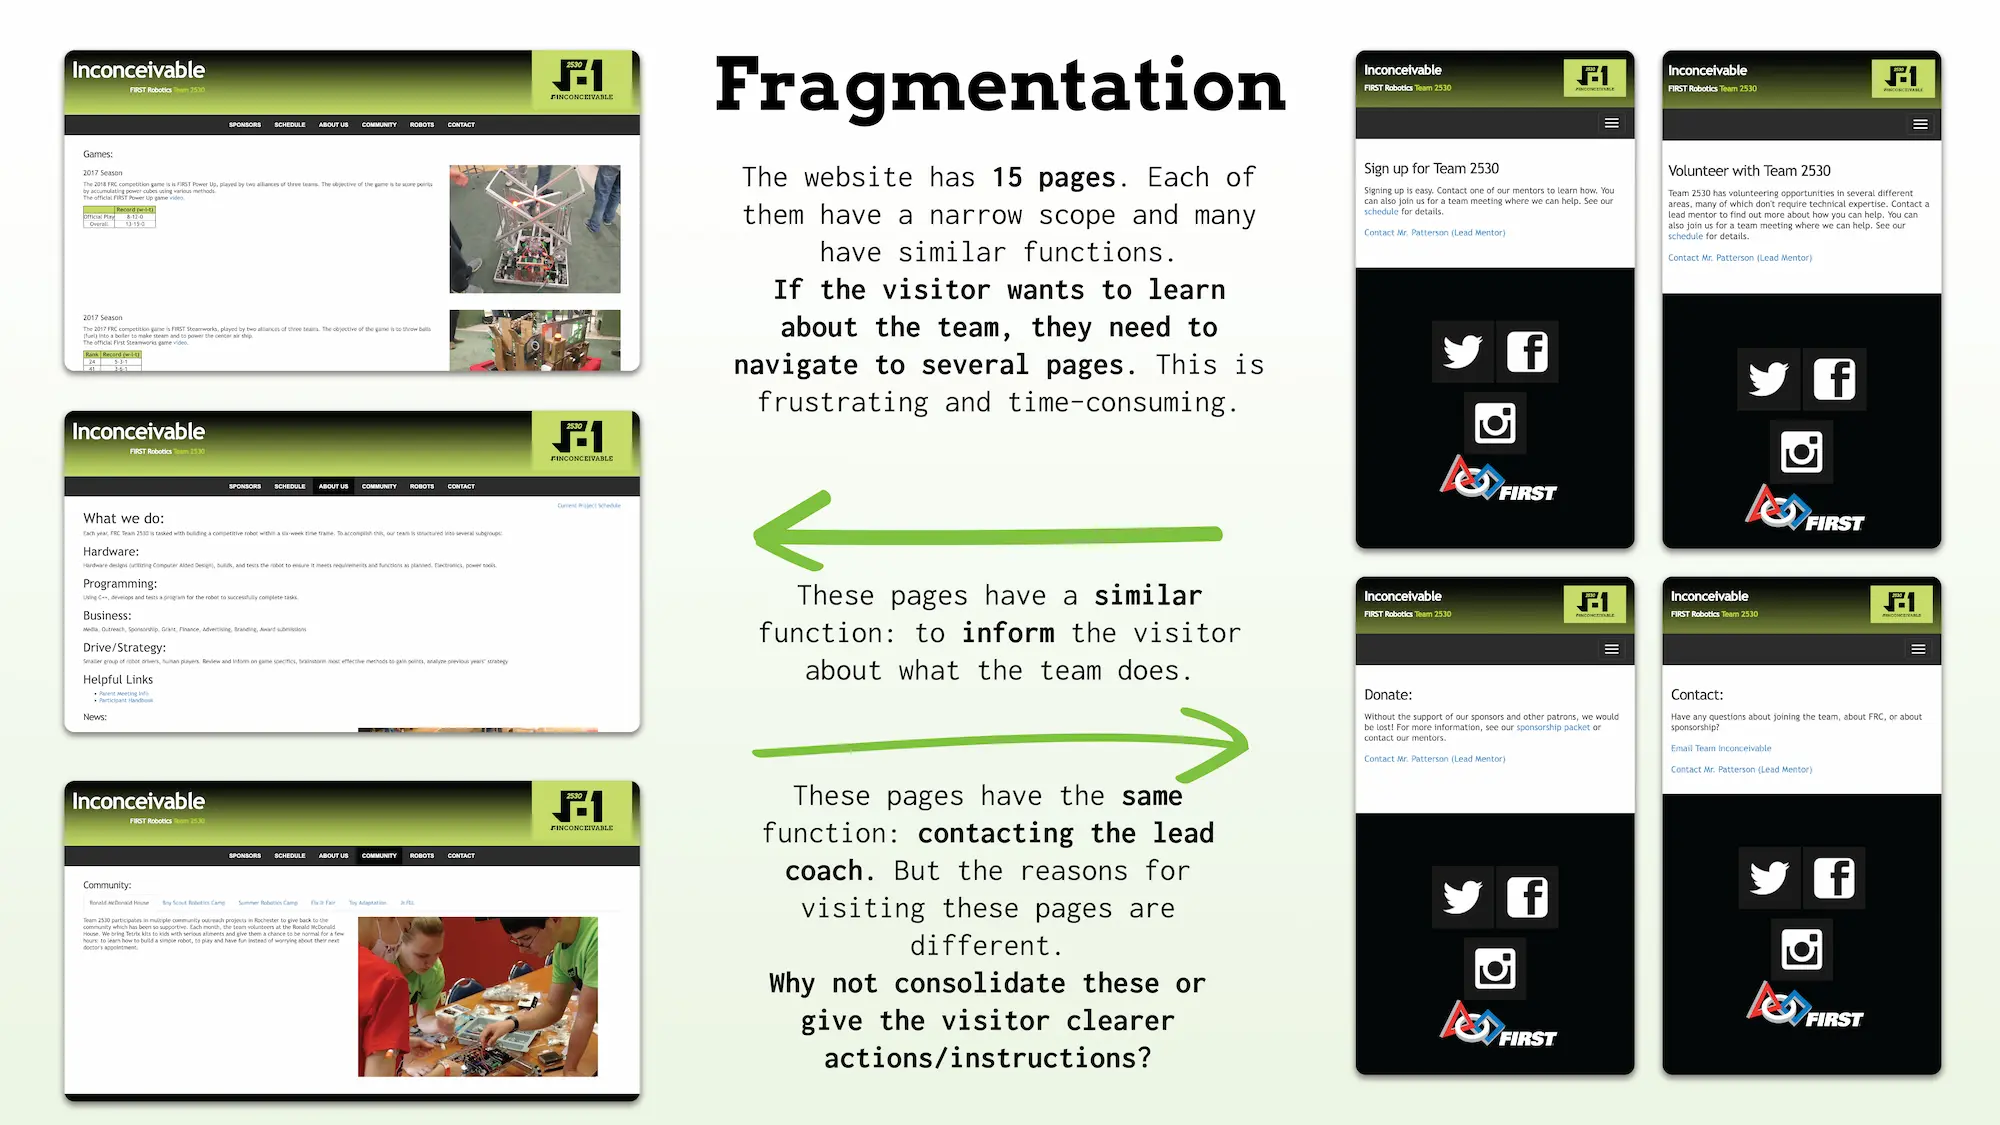 Inconceivable
FIRST Robotics Team 2530
2530
INCONCEIVABLE
SPONSORS SCHEDULE ABOUT US COMMUNITY ROBOTS CONTACT
Games:
2017 Season
The 2018 FRC competition game is is FIRST Power Up, played by two alliances of three teams. The objective of the game is to score points
by accumulating power cubes using various methods.
The official FIRST Power Up game video.
Record (w-l-t)
Official Play 8-12-0
Overall 13-15-0
2017 Season
The 2017 FRC competition game is FIRST Steamworks, played by two alliances of three teams. The objective of the game is to throw balls
(fuel) into a boiler to make steam and to power the center air ship.
The official First Steamworks game video.
Rank Record (w-l-t)
24 5-3-1
41 3-6-1
Inconceivable
FIRST Robotics Team 2530
2530
INCONCEIVABLE
SPONSORS SCHEDULE ABOUT US COMMUNITY ROBOTS CONTACT
Current Project Schedule
What we do:
Each year, FRC Team 2530 is tasked with building a competitive robot within a six-week time frame. To accomplish this, our team is structured into several subgroups:
Hardware:
Hardware designs (utilizing Computer Aided Design), builds, and tests the robot to ensure it meets requirements and functions as planned. Electronics, power tools.
Programming:
Using C++, develops and tests a program for the robot to successfully complete tasks.
Business:
Media, Outreach, Sponsorship, Grant, Finance, Advertising, Branding, Award submissions
Drive/Strategy:
Smaller group of robot drivers, human players. Review and inform on game specifics, brainstorm most effective methods to gain points, analyze previous years' strategy
Helpful Links
• Parent Meeting Info
• Participant Handbook
News:
Inconceivable
FIRST Robotics Team 2530
2530
INCONCEIVABLE
SPONSORS SCHEDULE ABOUT US COMMUNITY ROBOTS CONTACT
Community:
Ronald McDonald House Boy Scout Robotics Camp Summer Robotics Camp Fix It Fair Toy Adaptation
Team 2530 participates in multiple community outreach projects in Rochester to give back to the
community which has been so supportive. Each month, the team volunteers at the Ronald McDonald
House. We bring Tetrix kits to kids with serious ailments and give them a chance to be normal for a few
hours: to learn how to build a simple robot, to play and have fun instead of worrying about their next
doctor's appointment.
Fragmentation
The website has 15 pages. Each of
them have a narrow scope and many
have similar functions.
If the visitor wants to learn
about the team, they need to
navigate to several pages. This is
frustrating and time-consuming.
These pages have a similar
function: to inform the visitor
about what the team does.
These pages have the same
function: contacting the lead
coach. But the reasons for
visiting these pages are
different.
Why not consolidate these or
give the visitor clearer
actions/instructions?
Inconceivable
FIRST Robotics Team 2530
2530
INCONCEIVABLE
Sign up for Team 2530
Signing up is easy. Contact one of our mentors to learn how. You
can also join us for a team meeting where we can help. See our
schedule for details.
Contact Mr. Patterson (Lead Mentor)
FIRST
Inconceivable
FIRST Robotics Team 2530
2530
INCONCEIVABLE
Volunteer with Team 2530
Team 2530 has volunteering opportunities in several different
areas, many of which don't require technical expertise. Contact a
lead mentor to find out more about how you can help. You can
also join us for a team meeting where we can help. See our
schedule for details.
Contact Mr. Patterson (Lead Mentor)
FIRST
Inconceivable
FIRST Robotics Team 2530
2530
INCONCEIVABLE
Donate:
Without the support of our sponsors and other patrons, we would
be lost! For more information, see our sponsorship packet or
contact our mentors.
Contact Mr. Patterson (Lead Mentor)
FIRST
Inconceivable
FIRST Robotics Team 2530
2530
INCONCEIVABLE
Contact:
Have any questions about joining the team, about FRC, or about
sponsorship?
Email Team Inconceivable
Contact Mr. Patterson (Lead Mentor)
FIRST